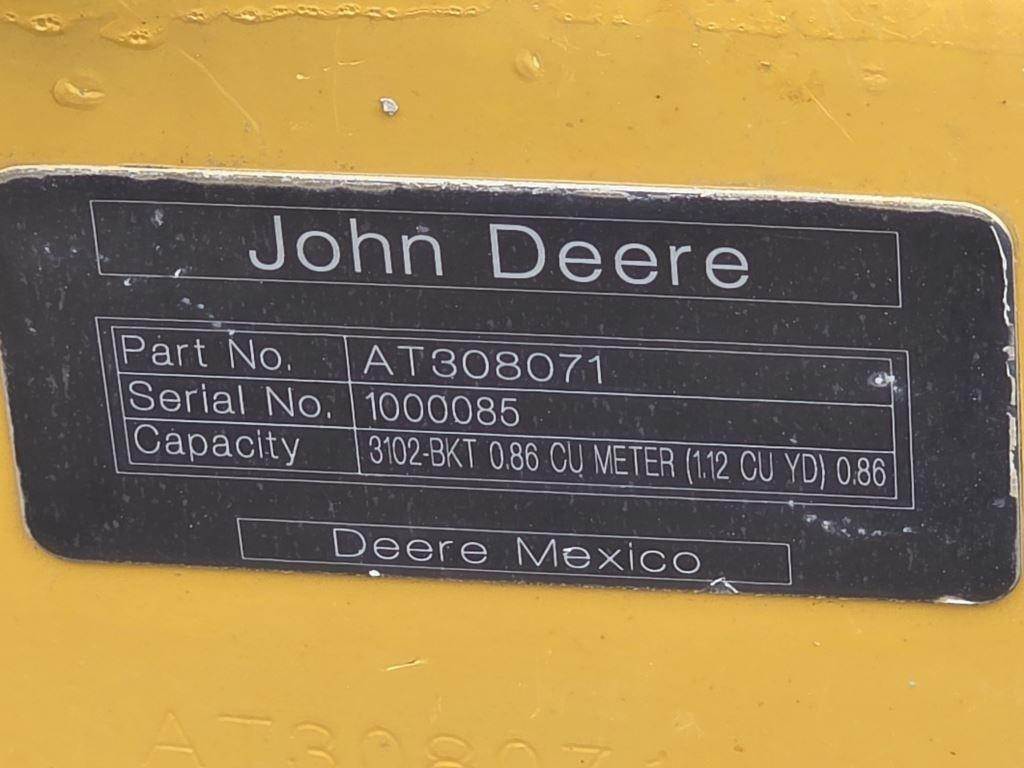 John Deere
Part No. AT308071
Serial No. 1000085
Capacity 3102-BKT 0.86 CU METER (1.12 CU YD) 0.86
Deere Mexico
AT308071